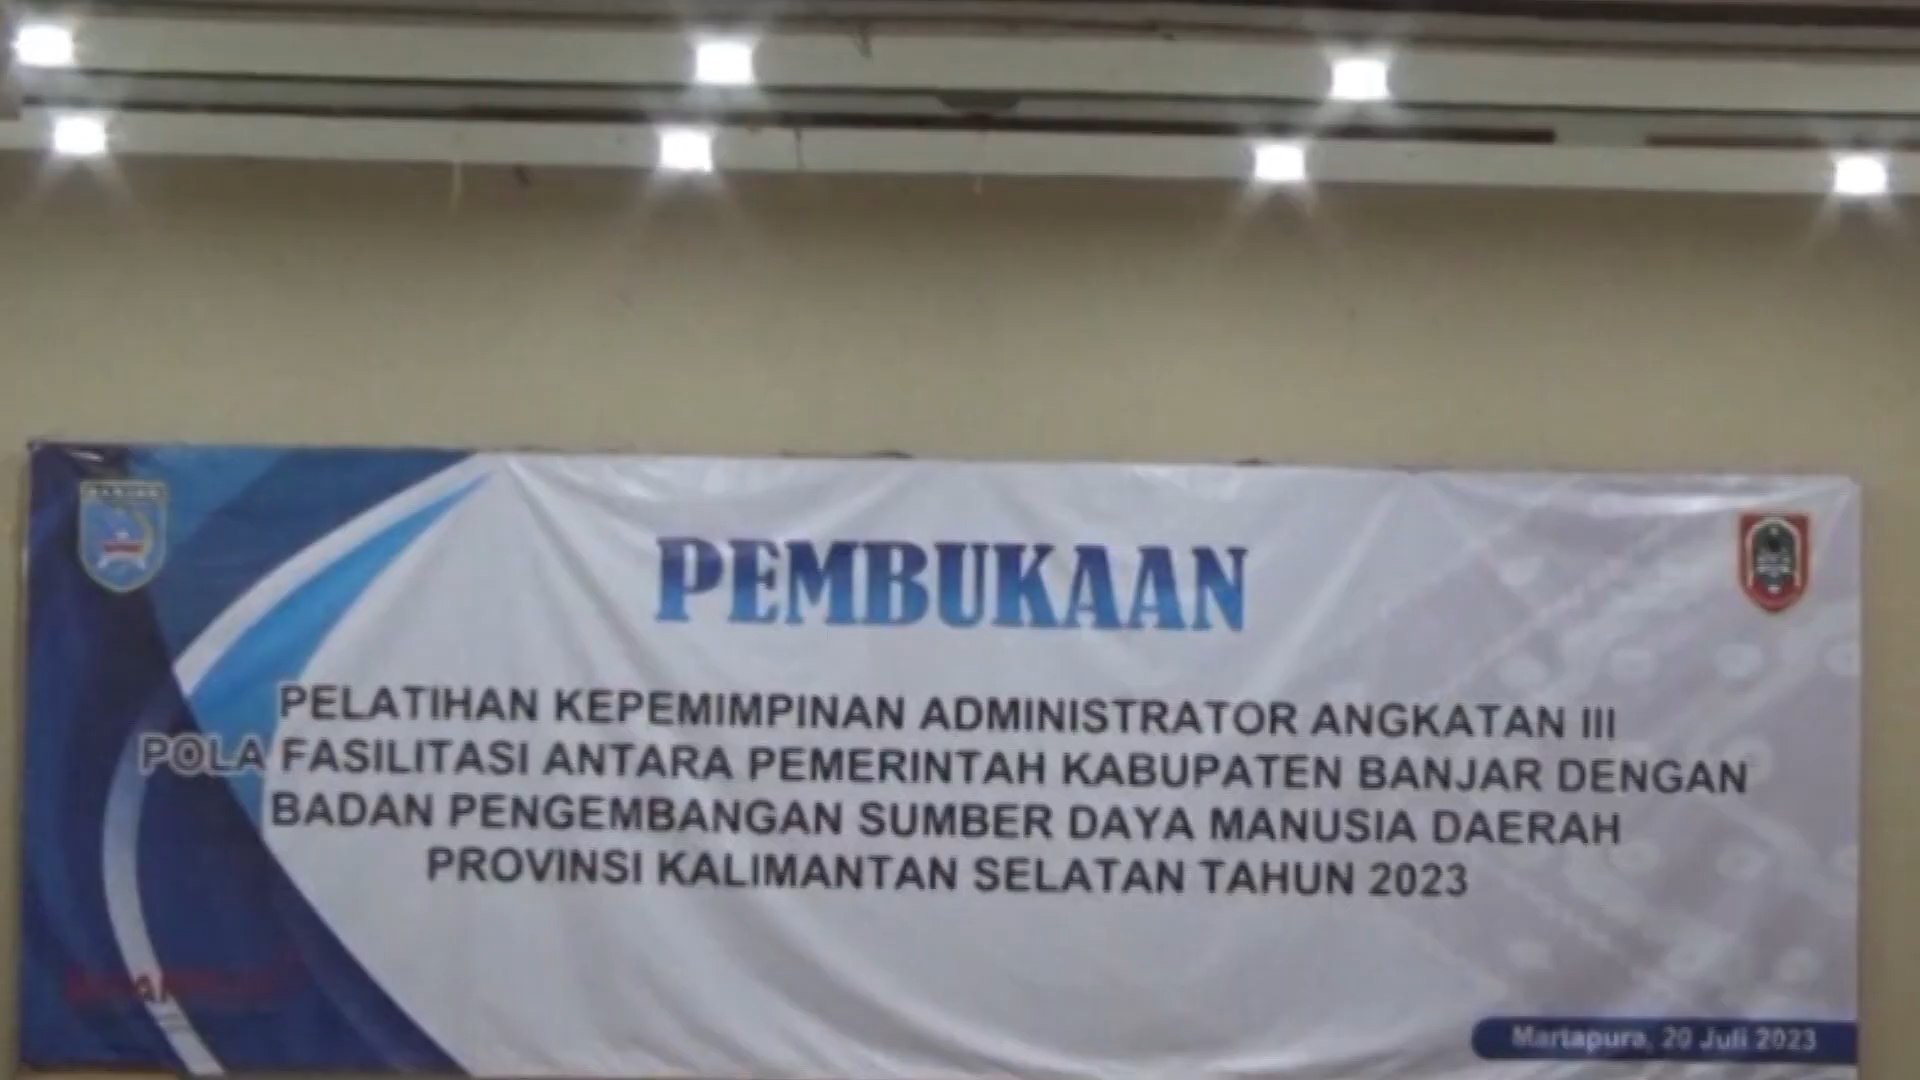 BANJAR
PEMBUKAAN
PELATIHAN KEPEMIMPINAN ADMINISTRATOR ANGKATAN III
POLA FASILITASI ANTARA PEMERINTAH KABUPATEN BANJAR DENGAN
BADAN PENGEMBANGAN SUMBER DAYA MANUSIA DAERAH
PROVINSI KALIMANTAN SELATAN TAHUN 2023
Martapura, 20 Juli 2023